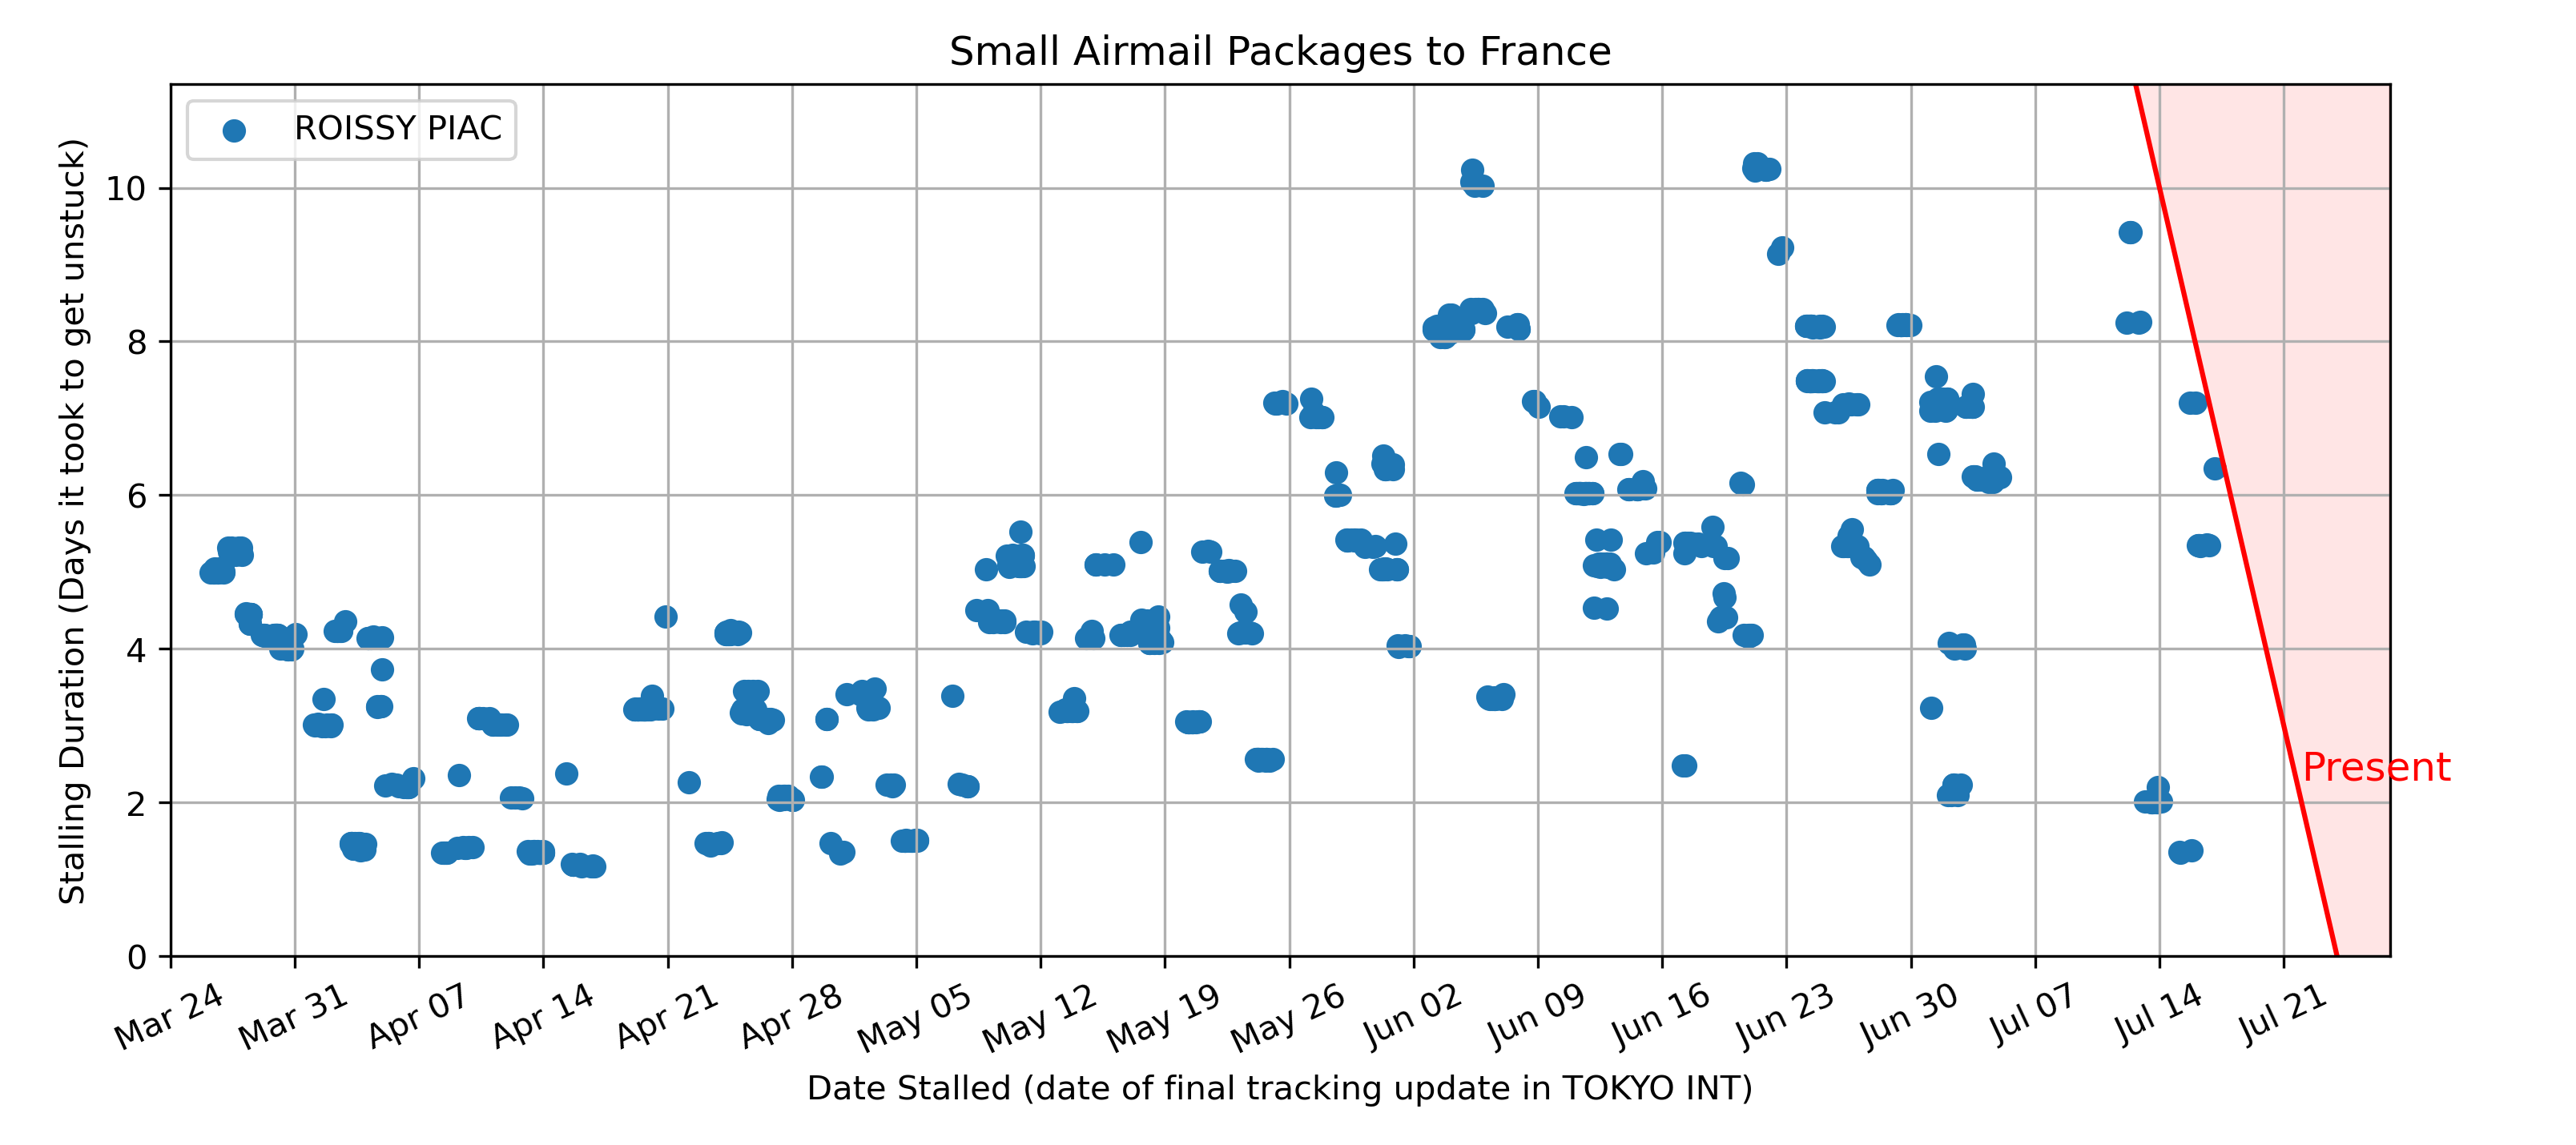 Small Airmail Packages to France
ROISSY PIAC
Stalling Duration (Days it took to get unstuck)
10
8
6
4
2
0
Present
Mar 24
Mar 31
Apr 07
Apr 14
Apr 21
Apr 28
May 05
May 12
May 19
May 26
Jun 02
Jun 09
Jun 16
Jun 23
Jun 30
Jul 07
Jul 14
Jul 21
Date Stalled (date of final tracking update in TOKYO INT)